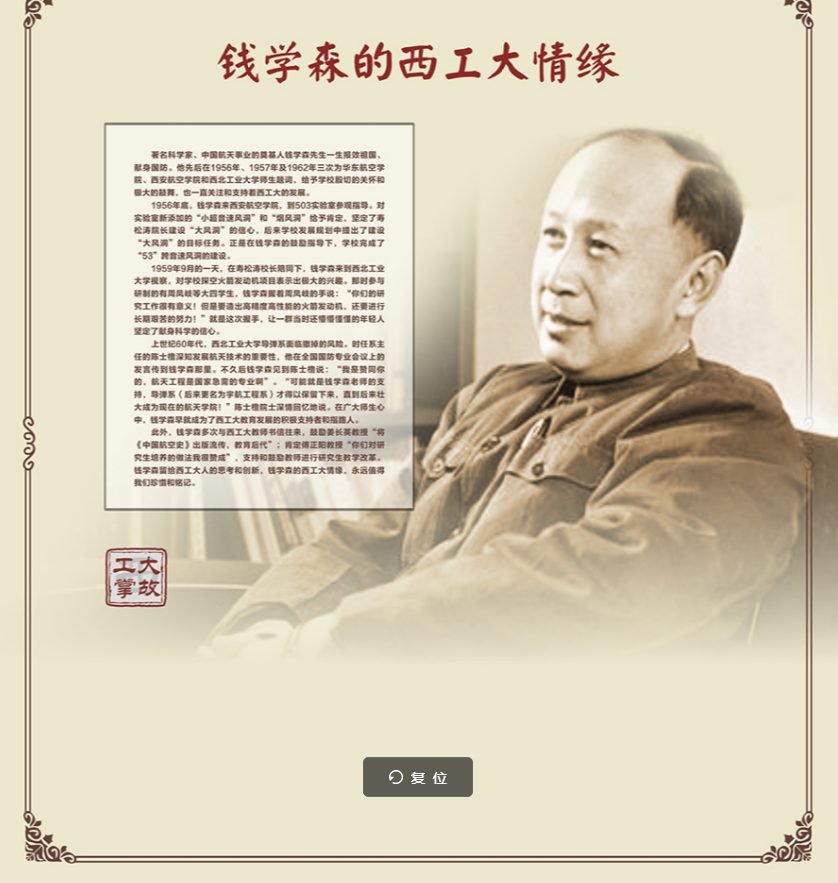 钱学森的西工大情缘
著名科学家、中国航天事业的奠基人钱学森先生一生报效祖国、
献身国防。他先后在1956年、1957年及1962年三次为华东航空学
院、西安航空学院和西北工业大学师生题词，给予学校殷切的关怀和
极大的鼓舞，也一直关注和支持着西工大的发展。
1956年底，钱学森来西安航空学院，到503实验室参观指导。对
实验室新添加的“小超音速风洞”和“烟风洞”给予肯定，坚定了寿
松涛院长建设“大风洞”的信心，后来学校发展规划中提出了建设
“大风洞”的目标任务。正是在钱学森的鼓励指导下，学校完成了
“53”跨音速风洞的建设。
1959年9月的一天，在寿松涛校长陪同下，钱学森来到西北工业
大学视察，对学校探空火箭发动机项目表示出极大的兴趣。那时参与
研制的有周凤岐等大四学生，钱学森握着周凤岐的手说：“你们的研
究工作很有意义！但是要造出高精度高性能的火箭发动机，还要进行
长期艰苦的努力！”就是这次握手，让一群当时还懵懵懂懂的年轻人
坚定了献身科学的信心。
上世纪60年代，西北工业大学导弹系面临撤掉的风险。时任系主
任的陈士橹深知发展航天技术的重要性，他在全国国防专业会议上的
发言传到钱学森那里。不久后钱学森见到陈士橹说：“我是赞同你
的，航天工程是国家急需的专业啊”。“可能就是钱学森老师的支
持，导弹系（后来更名为宇航工程系）才得以保留下来，直到后来壮
大成为现在的航天学院！”陈士橹院士深情回忆地说。在广大师生心
中，钱学森早就成为了西工大教育发展的积极支持者和指路人。
此外，钱学森多次与西工大教师书信往来，鼓励姜长英教授“将
《中国航空史》出版流传，教育后代”；肯定傅正阳教授“你们对研
究生培养的做法我很赞成”，支持和鼓励教师进行研究生教学改革。
钱学森留给西工大人的思考和创新，钱学森的西工大情缘，永远值得
我们珍惜和铭记。
工大
掌故
复 位